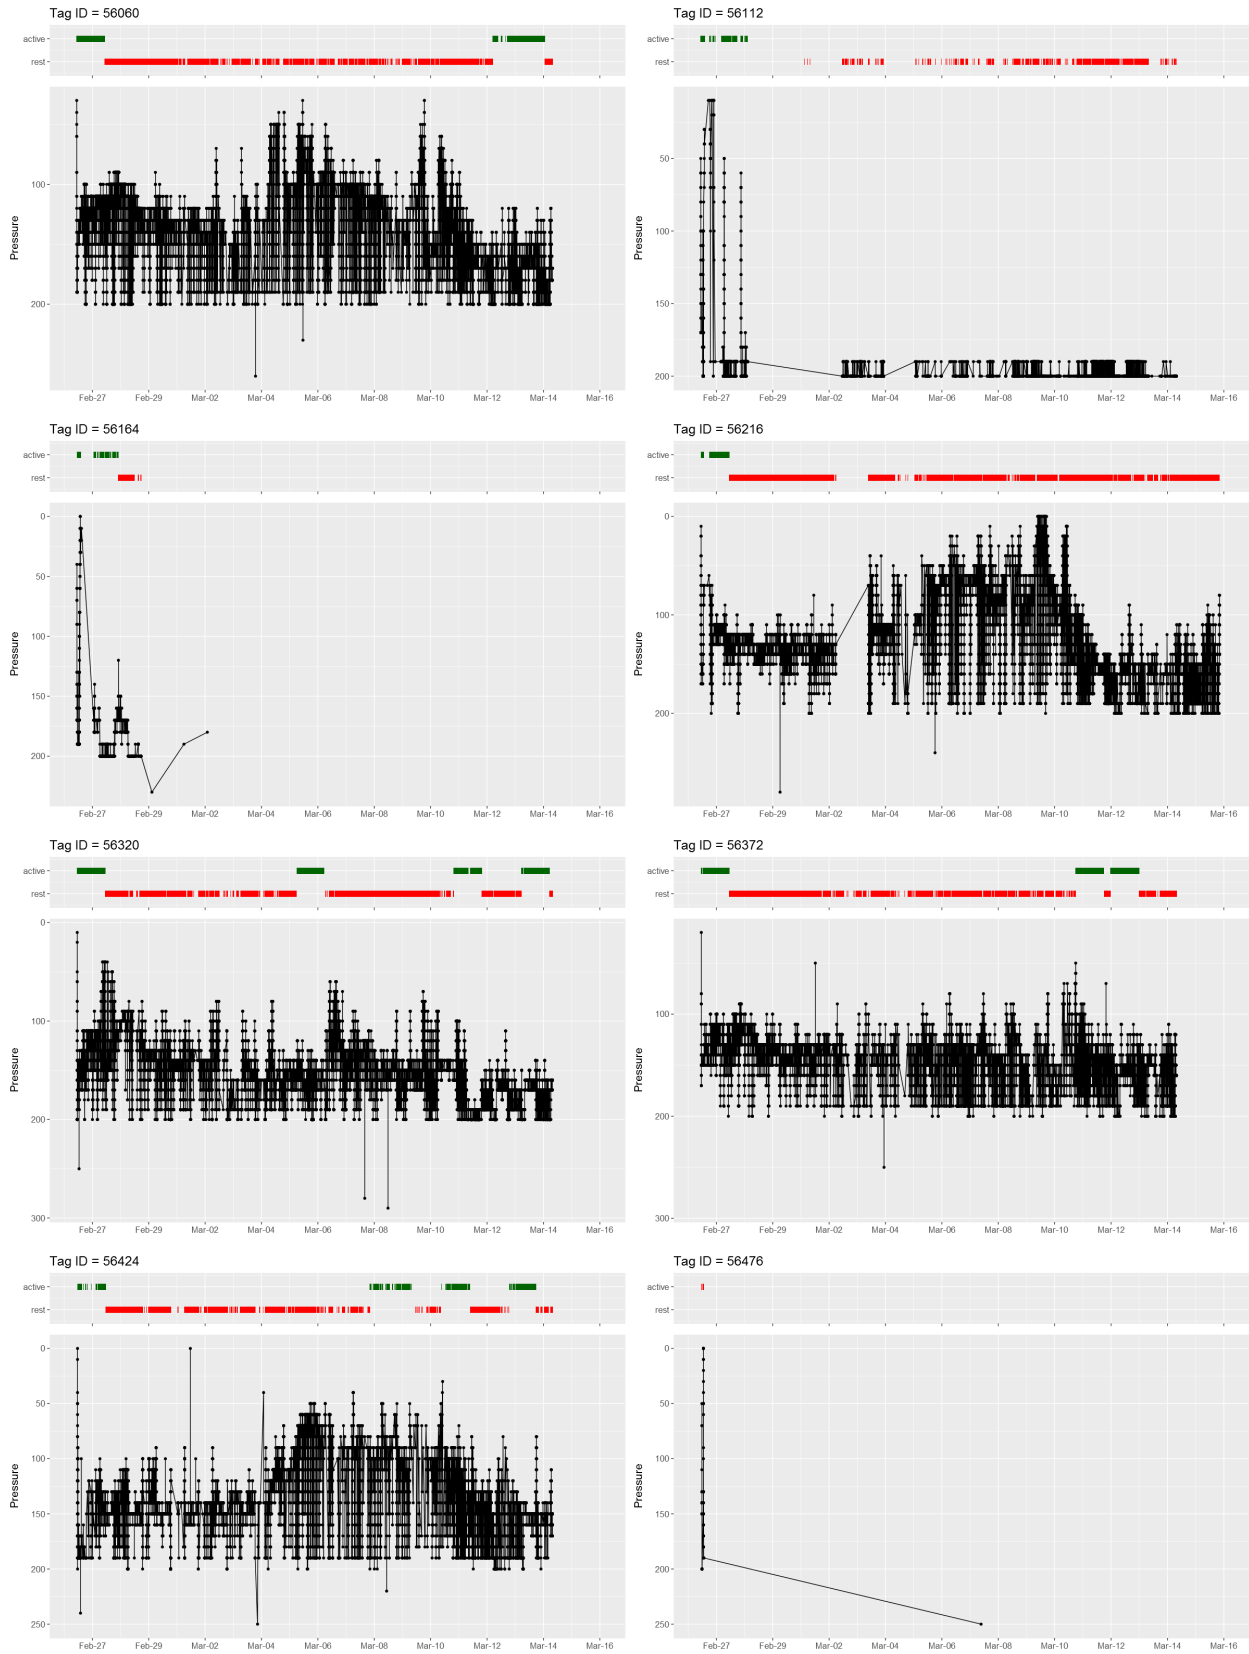 Tag ID = 56060
active
rest
Pressure
100
200
Feb-27 Feb-29 Mar-02 Mar-04 Mar-06 Mar-08 Mar-10 Mar-12 Mar-14 Mar-16
Tag ID = 56112
active
rest
Pressure
50
100
150
200
Feb-27 Feb-29 Mar-02 Mar-04 Mar-06 Mar-08 Mar-10 Mar-12 Mar-14 Mar-16
Tag ID = 56164
active
rest
Pressure
0
50
100
150
200
Feb-27 Feb-29 Mar-02 Mar-04 Mar-06 Mar-08 Mar-10 Mar-12 Mar-14 Mar-16
Tag ID = 56216
active
rest
Pressure
0
100
200
Feb-27 Feb-29 Mar-02 Mar-04 Mar-06 Mar-08 Mar-10 Mar-12 Mar-14 Mar-16
Tag ID = 56320
active
rest
Pressure
0
100
200
300
Feb-27 Feb-29 Mar-02 Mar-04 Mar-06 Mar-08 Mar-10 Mar-12 Mar-14 Mar-16
Tag ID = 56372
active
rest
Pressure
100
200
300
Feb-27 Feb-29 Mar-02 Mar-04 Mar-06 Mar-08 Mar-10 Mar-12 Mar-14 Mar-16
Tag ID = 56424
active
rest
Pressure
0
50
100
150
200
250
Feb-27 Feb-29 Mar-02 Mar-04 Mar-06 Mar-08 Mar-10 Mar-12 Mar-14 Mar-16
Tag ID = 56476
active
rest
Pressure
0
50
100
150
200
250
Feb-27 Feb-29 Mar-02 Mar-04 Mar-06 Mar-08 Mar-10 Mar-12 Mar-14 Mar-16